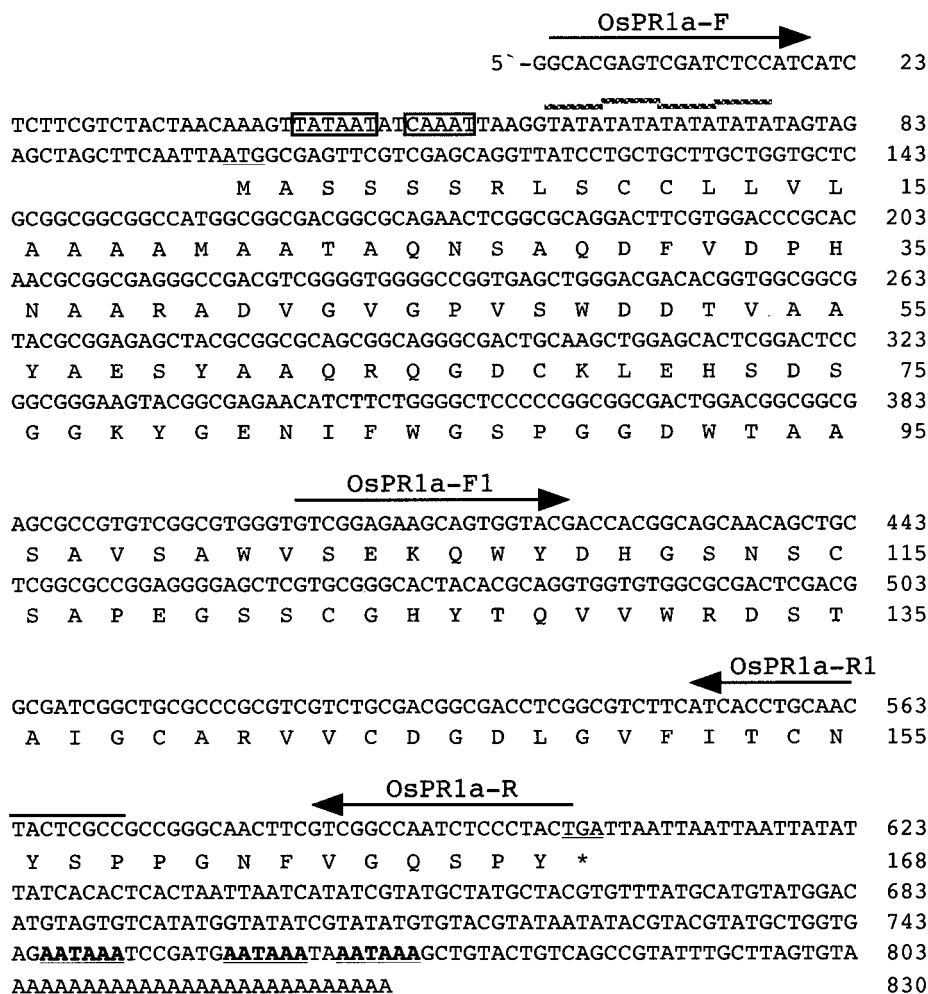 OsPR1a-F
5`-GGCACGAGTCGATCTCCATCATC 23
TCTTCGTCTACTAACAAAGTTATAATATCAAATTAAGGTATATATATATATATATAGTAG 83
AGCTAGCTTCAATTAATGGCGAGTTCGTCGAGCAGGTTATCCTGCTGCTTGCTGGTGCTC 143
M A S S S S R L S C C L L V L 15
GCGGCGGCGGCCATGGCGGCGACGGCGCAGAACTCGGCGCAGGACTTCGTGGACCCGCAC 203
A A A A M A A T A Q N S A Q D F V D P H 35
AACGCGGCGAGGGCCGACGTCGGGGTGGGGCCGGTGAGCTGGGACGACACGGTGGCGGCG 263
N A A R A D V G V G P V S W D D T V A A 55
TACGCGGAGAGCTACGCGGCGCAGCGGCAGGGCGACTGCAAGCTGGAGCACTCGGACTCC 323
Y A E S Y A A Q R Q G D C K L E H S D S 75
GGCGGGAAGTACGGCGAGAACATCTTCTGGGGCTCCCCCGGCGGCGACTGGACGGCGGCG 383
G G K Y G E N I F W G S P G G D W T A A 95
OsPR1a-F1
AGCGCCGTGTCGGCGTGGGTGTCGGAGAAGCAGTGGTACGACCACGGCAGCAACAGCTGC 443
S A V S A W V S E K Q W Y D H G S N S C 115
TCGGCGCCGGAGGGGAGCTCGTGCGGGCACTACACGCAGGTGGTGTGGCGCGACTCGACG 503
S A P E G S S C G H Y T Q V V W R D S T 135
OsPR1a-R1
GCGATCGGCTGCGCCCGCGTCGTCTGCGACGGCGACCTCGGCGTCTTCATCACCTGCAAC 563
A I G C A R V V C D G D L G V F I T C N 155
OsPR1a-R
TACTCGCCGCCGGGCAACTTCGTCGGCCAATCTCCCTACTGATTAATTAATTAATTATAT 623
Y S P P G N F V G Q S P Y * 168
TATCACACTCACTAATTAATCATATCGTATGCTATGCTACGTGTTTATGCATGTATGGAC 683
ATGTAGTGTCATATGGTATATCGTATATGTGTACGTATAATATACGTACGTATGCTGGTG 743
AGAATAAATCCGATGAATAAATAAATAAAGCTGTACTGTCAGCCGTATTTGCTTAGTGTA 803
AAAAAAAAAAAAAAAAAAAAAAAAAAA 830